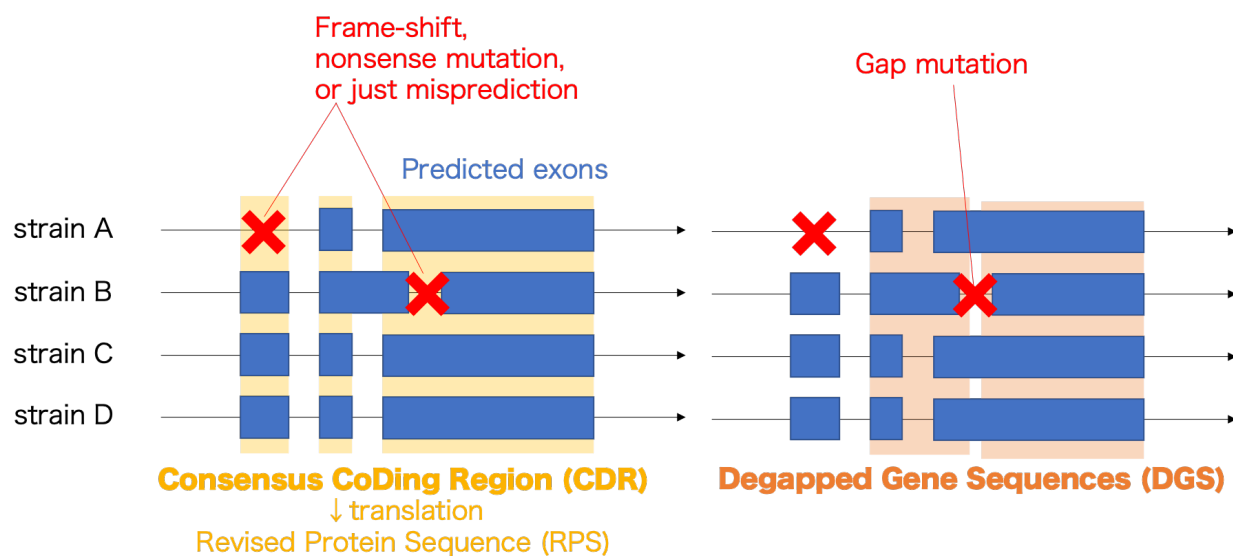 Frame-shift,
nonsense mutation,
or just misprediction
Gap mutation
Predicted exons
strain A
strain B
strain C
strain D
Consensus CoDing Region (CDR)
↓translation
Revised Protein Sequence (RPS)
Degapped Gene Sequences (DGS)